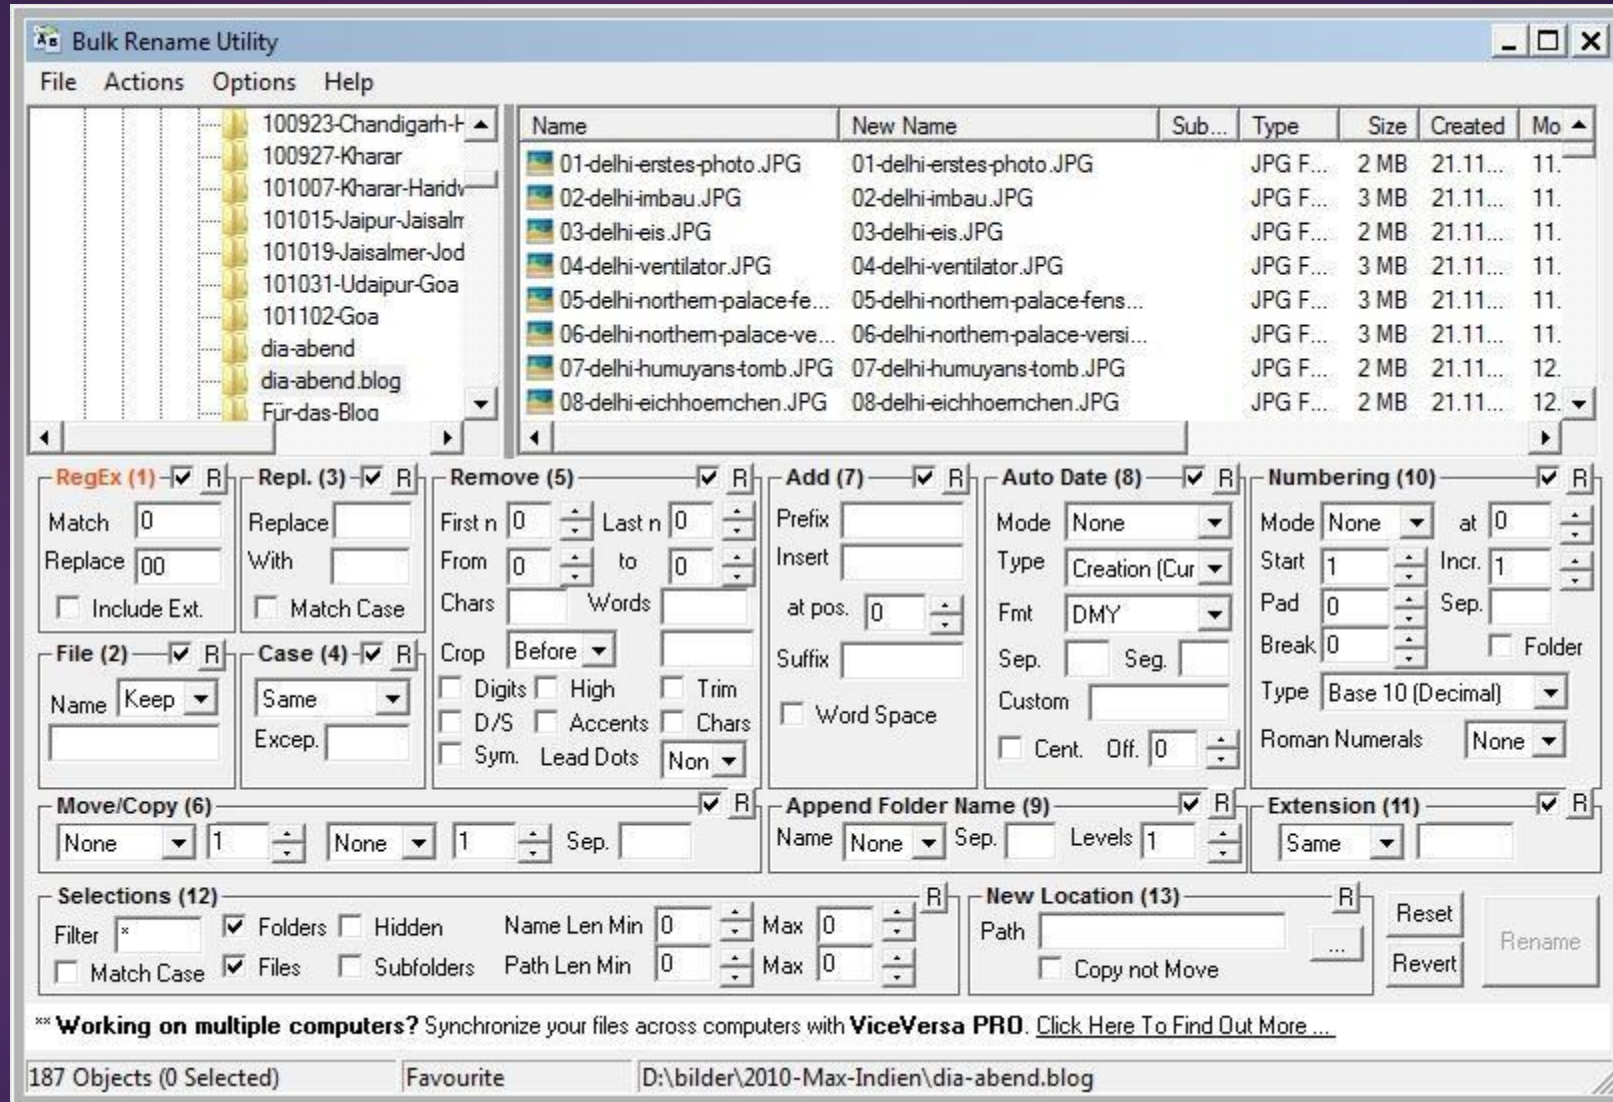 Bulk Rename Utility
File Actions Options Help
100923-Chandigarh-H
100927-Kharar
101007-Kharar-Haridw
101015-Jaipur-Jaisalm
101019-Jaisalmer-Jod
101031-Udaipur-Goa
101102-Goa
dia-abend
dia-abend.blog
Für-das-Blog
Name New Name Sub... Type Size Created Mo
01-delhi-erstes-photo.JPG 01-delhi-erstes-photo.JPG JPG F... 2 MB 21.11... 11.
02-delhi-imbau.JPG 02-delhi-imbau.JPG JPG F... 3 MB 21.11... 11.
03-delhi-eis.JPG 03-delhi-eis.JPG JPG F... 2 MB 21.11... 11.
04-delhi-ventilator.JPG 04-delhi-ventilator.JPG JPG F... 3 MB 21.11... 11.
05-delhi-northern-palace-fe... 05-delhi-northern-palace-fens... JPG F... 3 MB 21.11... 11.
06-delhi-northern-palace-ve... 06-delhi-northern-palace-versi... JPG F... 3 MB 21.11... 11.
07-delhi-humuyans-tomb.JPG 07-delhi-humuyans-tomb.JPG JPG F... 2 MB 21.11... 12.
08-delhi-eichhoernchen.JPG 08-delhi-eichhoernchen.JPG JPG F... 2 MB 21.11... 12.
RegEx (1) R
Match 0
Replace 00
Include Ext.
Repl. (3) R
Replace
With
Match Case
Remove (5) R
First n 0 Last n 0
From 0 to 0
Chars Words
Crop Before
Digits High Trim
D/S Accents Chars
Sym. Lead Dots Non
Add (7) R
Prefix
Insert
at pos. 0
Suffix
Word Space
Auto Date (8) R
Mode None
Type Creation (Cur
Fmt DMY
Sep. Seg.
Custom
Cent. Off. 0
Numbering (10) R
Mode None at 0
Start 1 Incr. 1
Pad 0 Sep.
Break 0 Folder
Type Base 10 (Decimal)
Roman Numerals None
File (2) R
Name Keep
Case (4) R
Same
Excep.
Move/Copy (6) R
None 1 None 1 Sep.
Append Folder Name (9) R
Name None Sep. Levels 1
Extension (11) R
Same
Selections (12) R
Filter * Folders Hidden Name Len Min 0 Max 0
Match Case Files Subfolders Path Len Min 0 Max 0
New Location (13) R
Path ...
Copy not Move
Reset
Revert
Rename
** Working on multiple computers? Synchronize your files across computers with ViceVersa PRO. Click Here To Find Out More ...
187 Objects (0 Selected) Favourite D:\bilder\2010-Max-Indien\dia-abend.blog